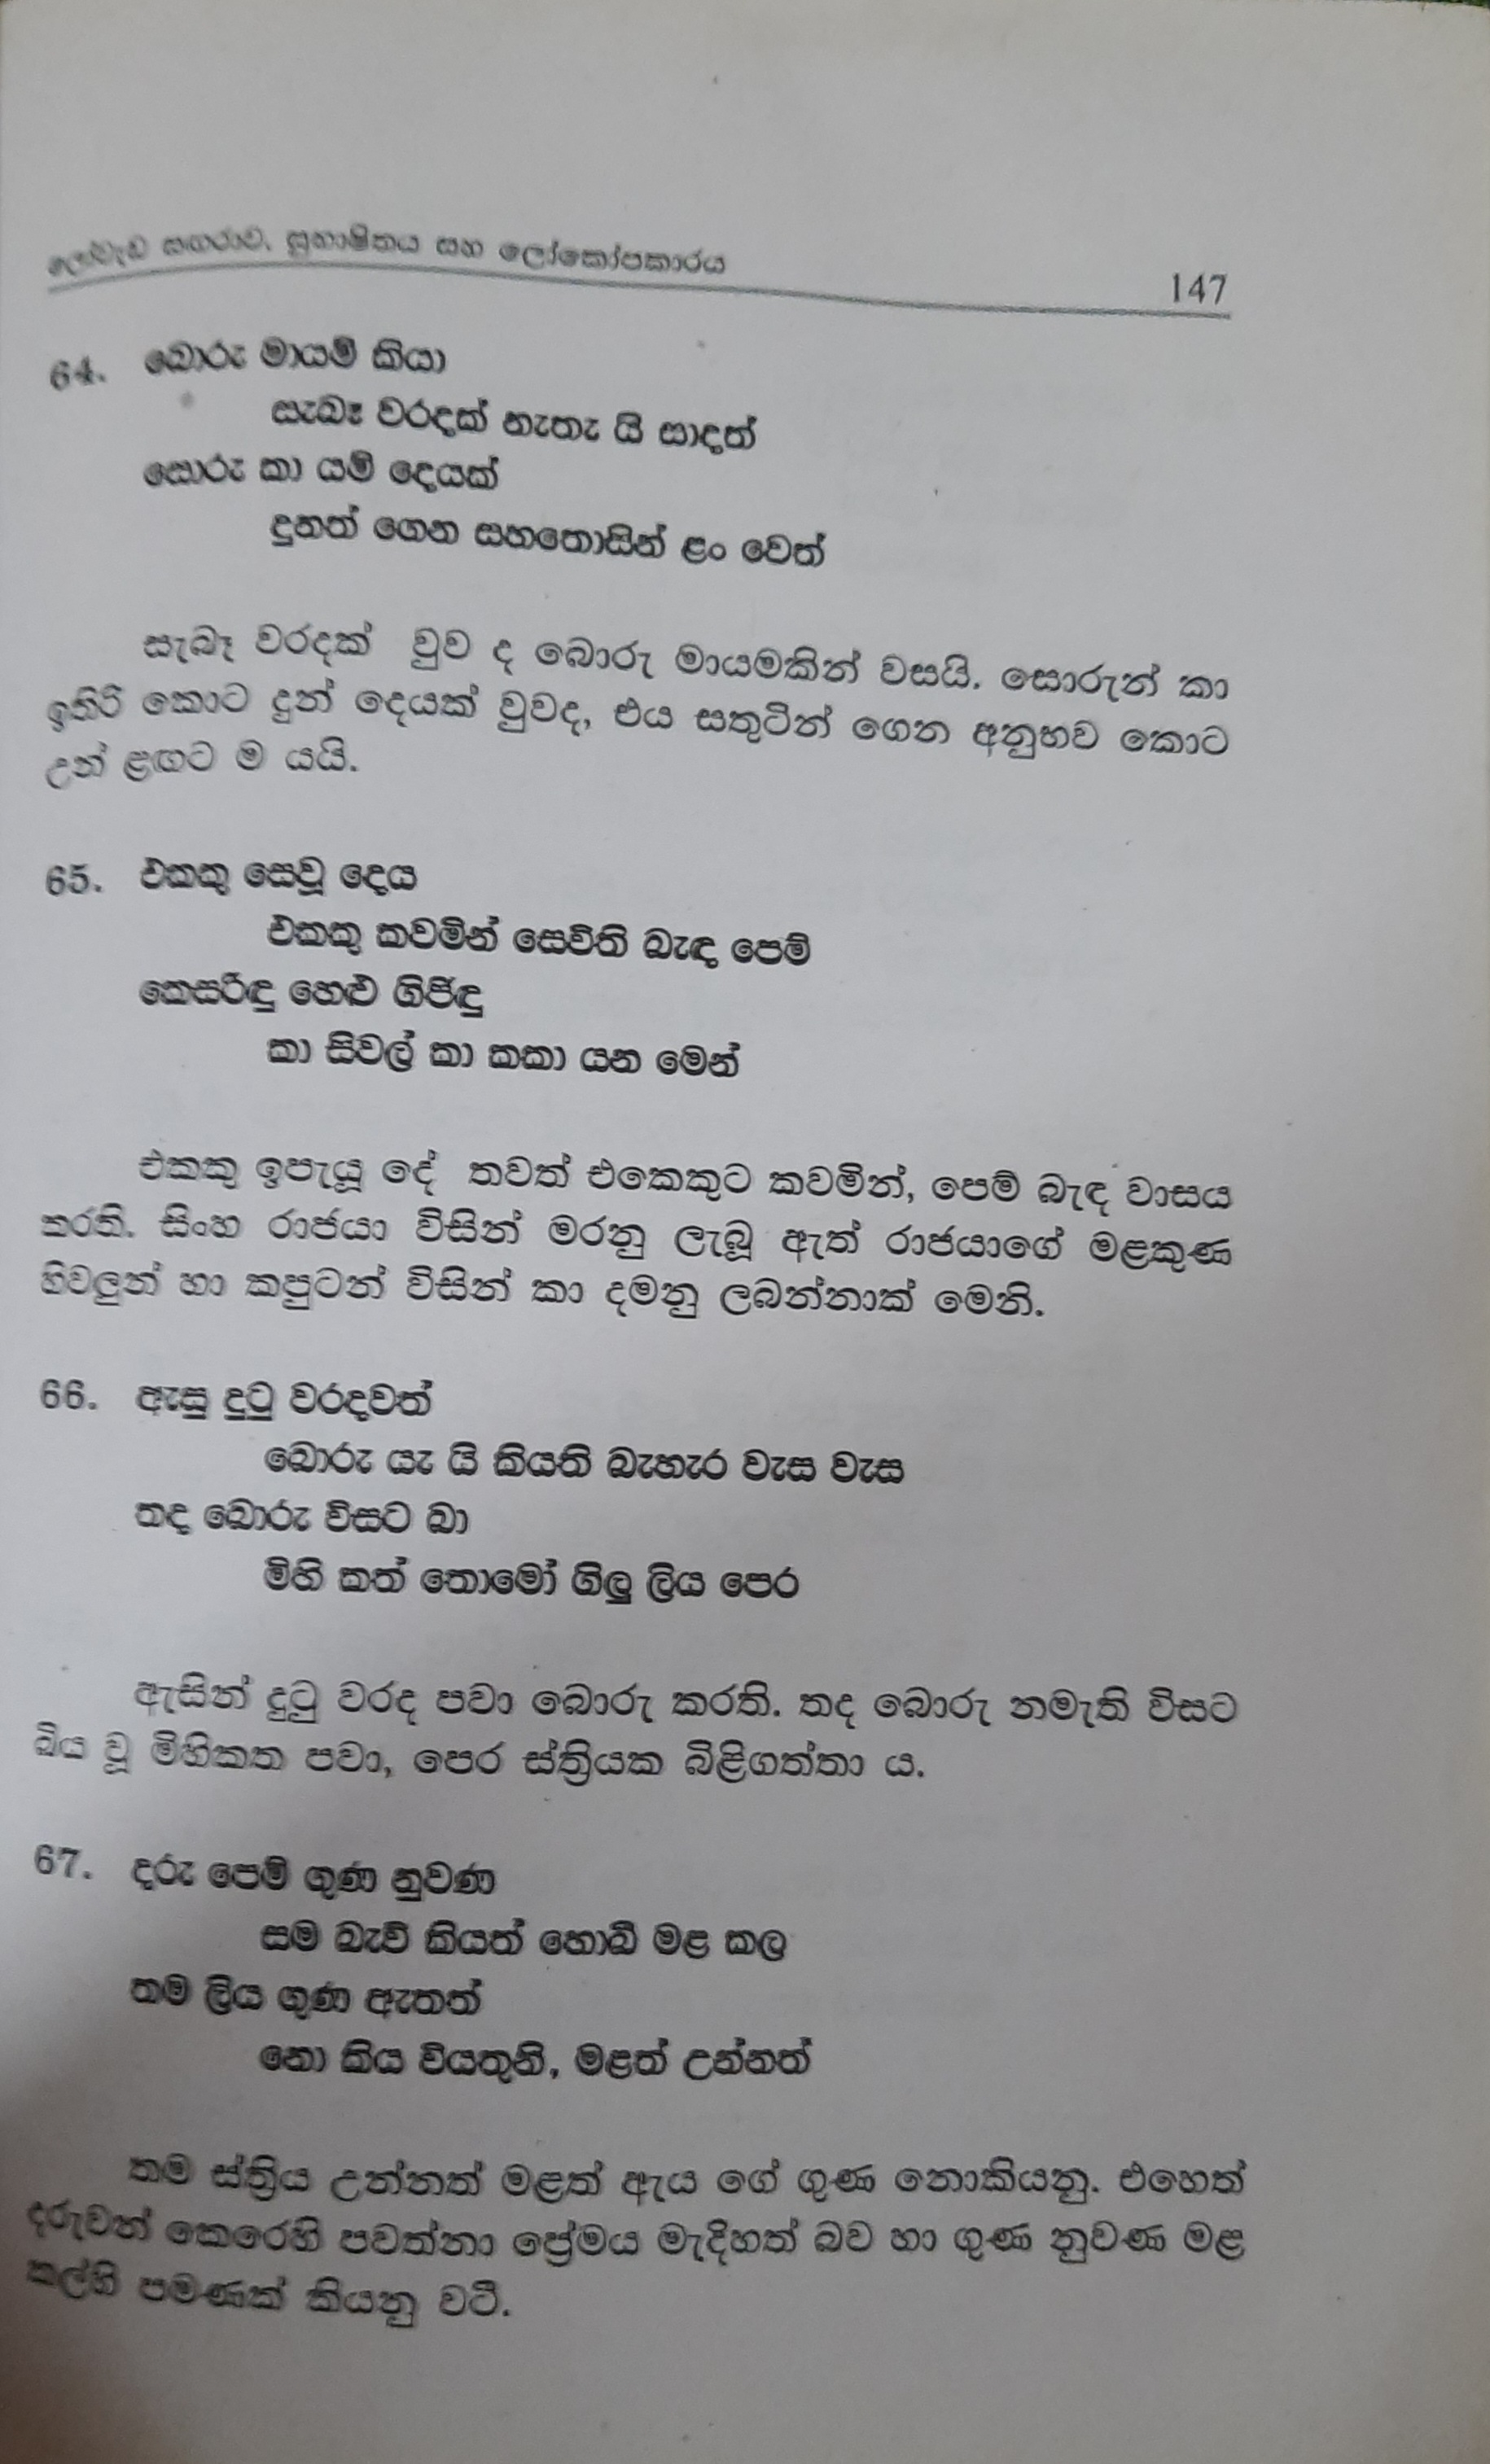 ලෝවැඩ සඟරාව, සුභාෂිතය සහ ලෝකෝපකාරය
147
64. බොරු මායම් කියා
සැබෑ වරදක් නැතැ යි සාදත්
සොරු කා යම් දෙයක්
දුනත් ගෙන සහතොසින් ළං වෙත්
සැබෑ වරදක් වුව ද බොරු මායමකින් වසයි. සොරුන් කා
ඉතිරි කොට දුන් දෙයක් වුවද, එය සතුටින් ගෙන අනුභව කොට
උන් ළඟට ම යයි.
65. එකකු සෙවූ දෙය
එකකු කවමින් සෙවිති බැඳ පෙම්
කෙසරිඳු හෙළු ගිජිඳු
කා සිවල් කා කකා යන මෙන්
එකකු ඉපැයූ දේ තවත් එකෙකුට කවමින්, පෙම් බැඳ වාසය
කරති. සිංහ රාජයා විසින් මරනු ලැබූ ඇත් රාජයාගේ මළකුණ
හිවලුන් හා කපුටන් විසින් කා දමනු ලබන්නාක් මෙනි.
66. ඇසු දුටු වරදවත්
බොරු යැ යි කියති බැහැර වැස වැස
තද බොරු විසට බා
මිහි කත් තොමෝ ගිලු ලිය පෙර
ඇසින් දුටු වරද පවා බොරු කරති. තද බොරු නමැති විසට
බිය වූ මිහිකත පවා, පෙර ස්ත්‍රියක බිළිගත්තා ය.
67. දරු පෙම් ගුණ නුවණ
සම බැව් කියත් හොබී මළ කල
තම ලිය ගුණ ඇතත්
නො කිය වියතුනි, මළත් උන්නත්
තම ස්ත්‍රිය උන්නත් මළත් ඇය ගේ ගුණ නොකියනු. එහෙත්
දරුවන් කෙරෙහි පවත්නා ප්‍රේමය මැදිහත් බව හා ගුණ නුවණ මළ
කල්හි පමණක් කියනු වටී.